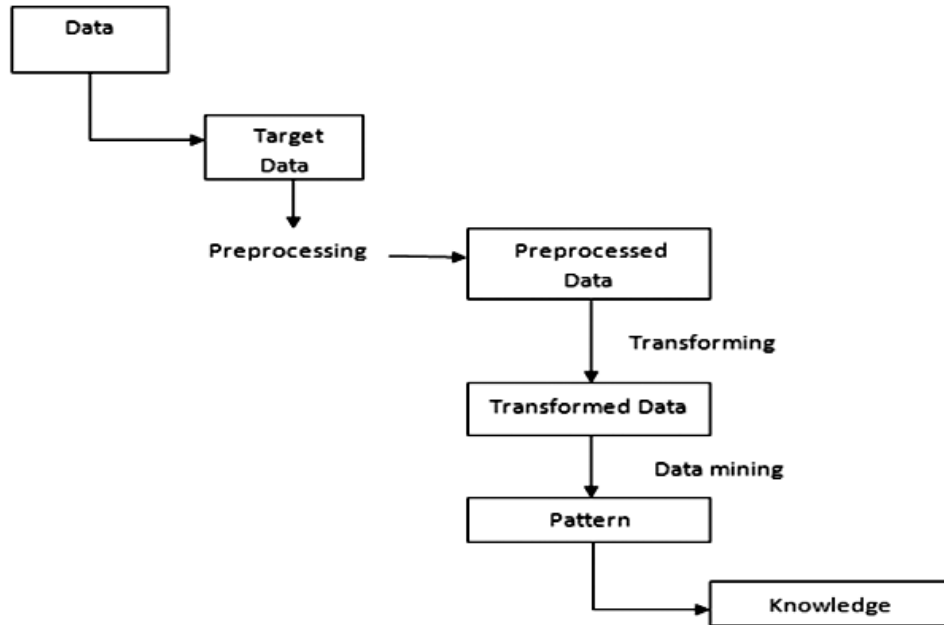 Data
Target
Data
Preprocessing
Preprocessed
Data
Transforming
Transformed Data
Data mining
Pattern
Knowledge